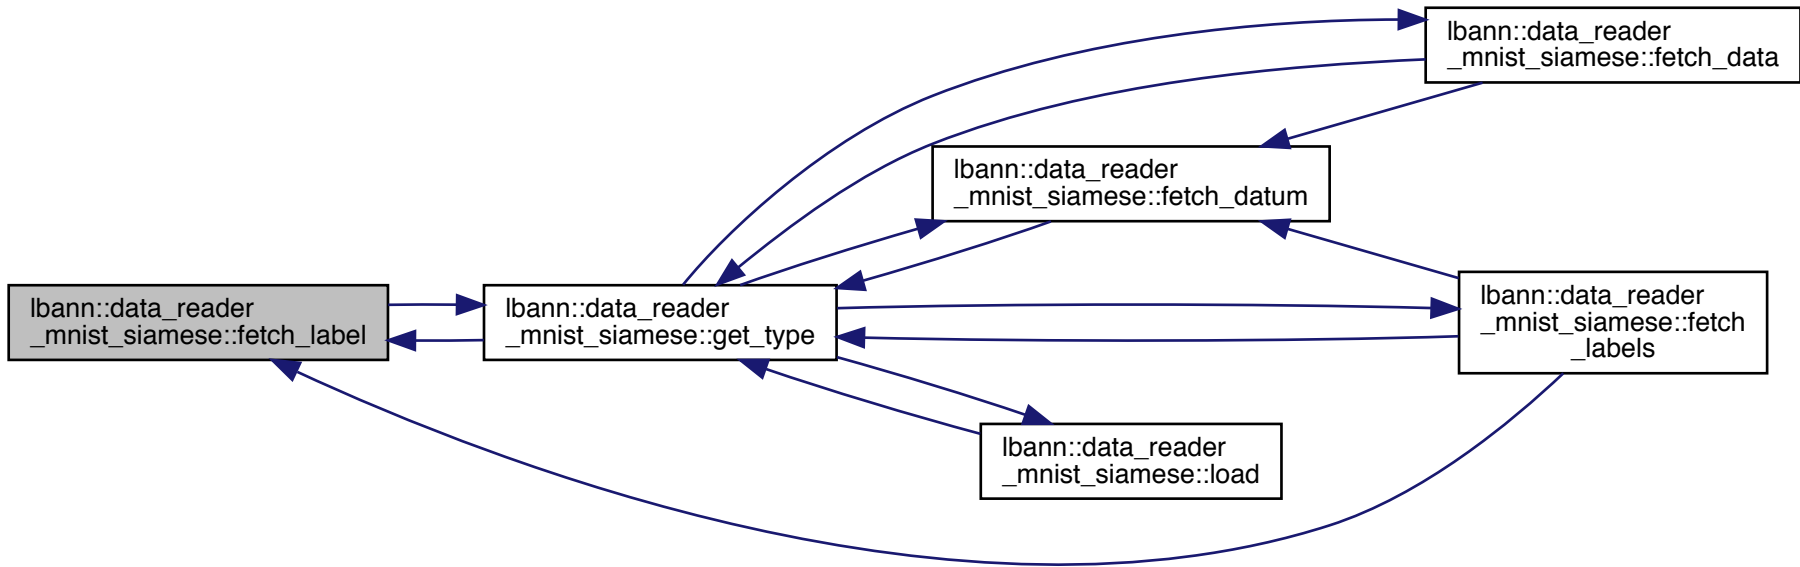 lbann::data_reader
_mnist_siamese::fetch_data
lbann::data_reader
_mnist_siamese::fetch_datum
lbann::data_reader
_mnist_siamese::fetch_label
lbann::data_reader
_mnist_siamese::get_type
lbann::data_reader
_mnist_siamese::fetch
_labels
lbann::data_reader
_mnist_siamese::load